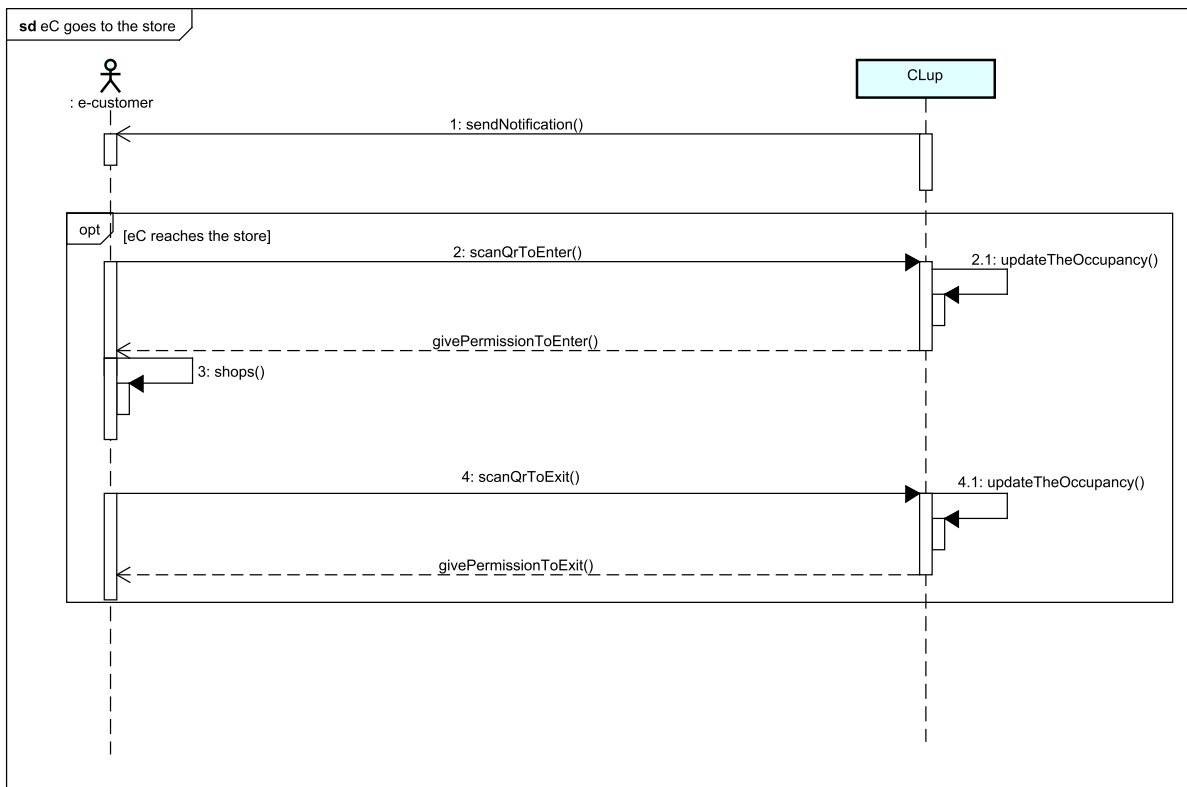 sd eC goes to the store
: e-customer
CLup
1: sendNotification()
opt
[eC reaches the store]
2: scanQrToEnter()
2.1: updateTheOccupancy()
givePermissionToEnter()
3: shops()
4: scanQrToExit()
4.1: updateTheOccupancy()
givePermissionToExit()